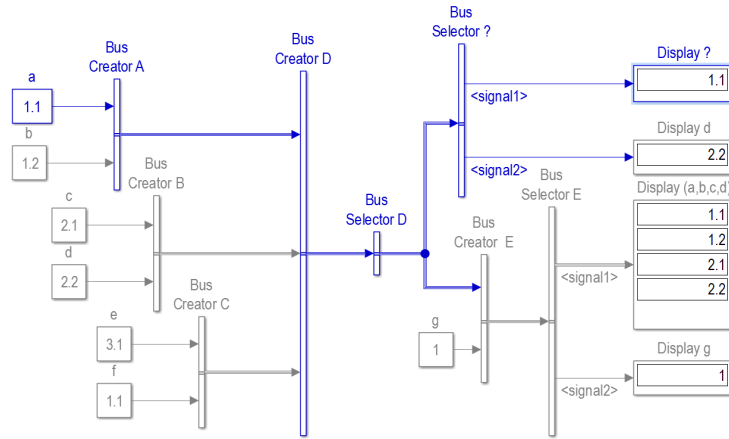 Bus
Selector ?
Bus
Creator D
Bus
Creator A
Display ?
a
1.1
1.1
<signal1>
b
1.2
Display d
2.2
Bus
Creator B
<signal2>
Bus
Selector E
Display (a,b,c,d)
c
2.1
Bus
Selector D
1.1
1.2
2.1
2.2
Bus
Creator E
d
2.2
<signal1>
Bus
Creator C
e
3.1
g
1
Display g
1
f
1.1
<signal2>